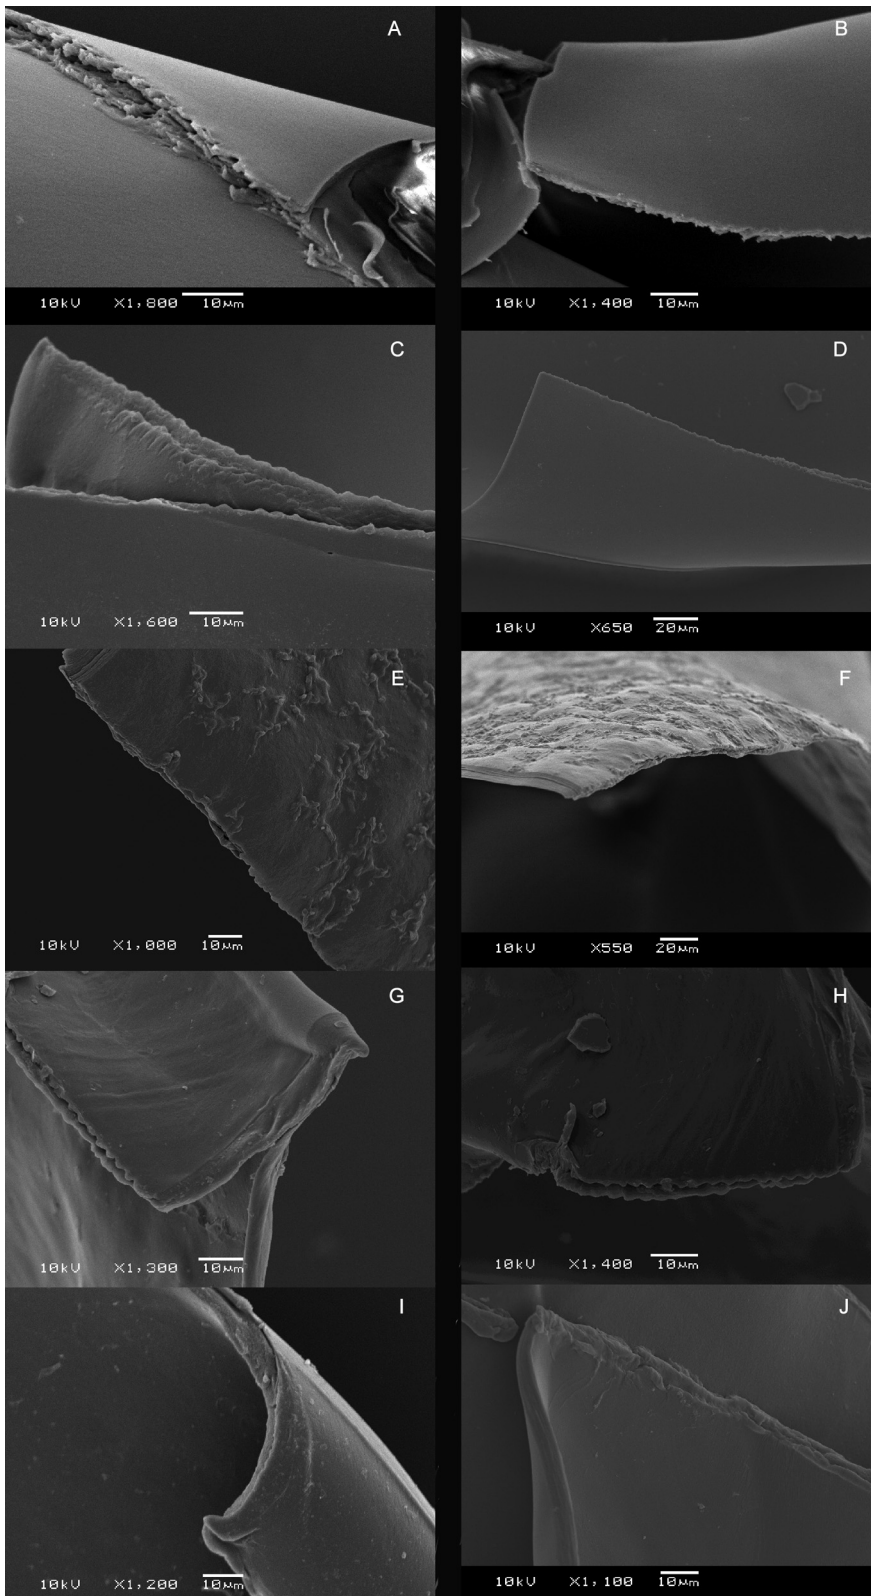 A
10kV X1,800 10µm
B
10kV X1,400 10µm
C
10kV X1,600 10µm
D
10kV X650 20µm
E
10kV X1,000 10µm
F
10kV X550 20µm
G
10kV X1,300 10µm
H
10kV X1,400 10µm
I
10kV X1,200 10µm
J
10kV X1,100 10µm